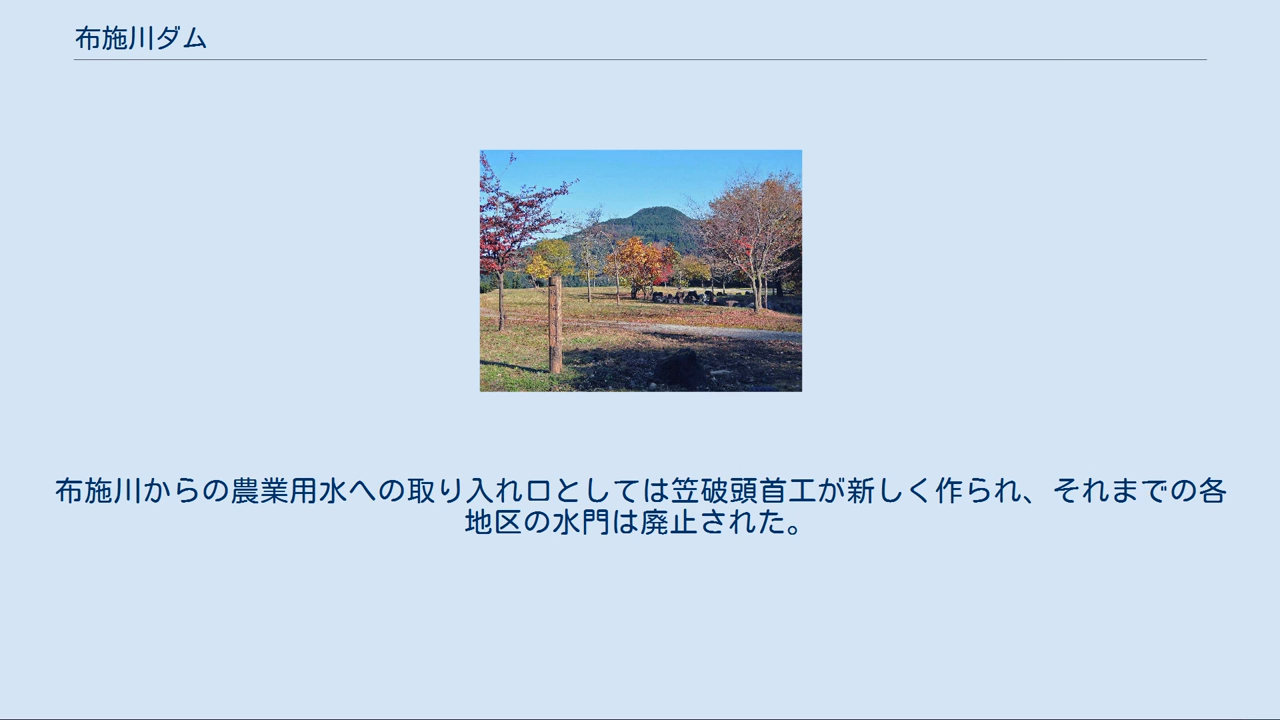 布施川ダム
布施川からの農業用水への取り入れ口としては笠破頭首工が新しく作られ、それまでの各
地区の水門は廃止された。